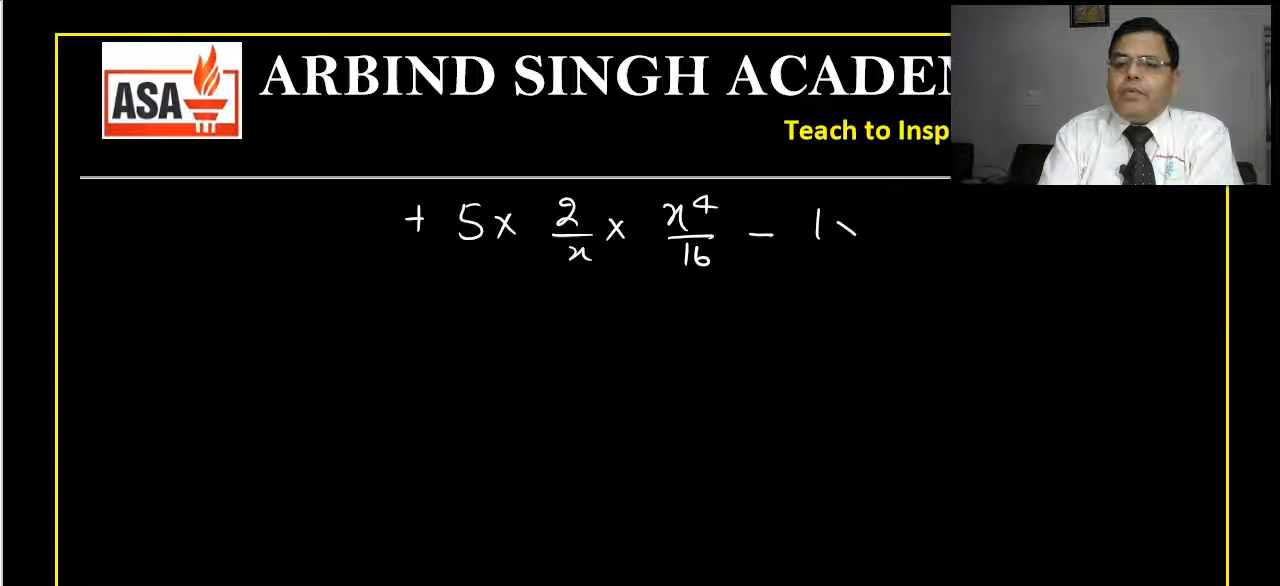 ASA
ARBIND SINGH ACADEM
Teach to Insp
+ 5 × 2/x × x⁴/16 - 1